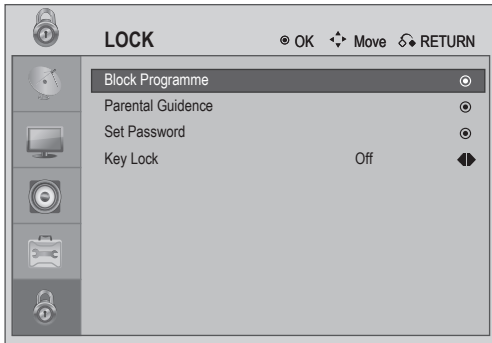 LOCK OK Move RETURN
Block Programme
Parental Guidence
Set Password
Key Lock Off